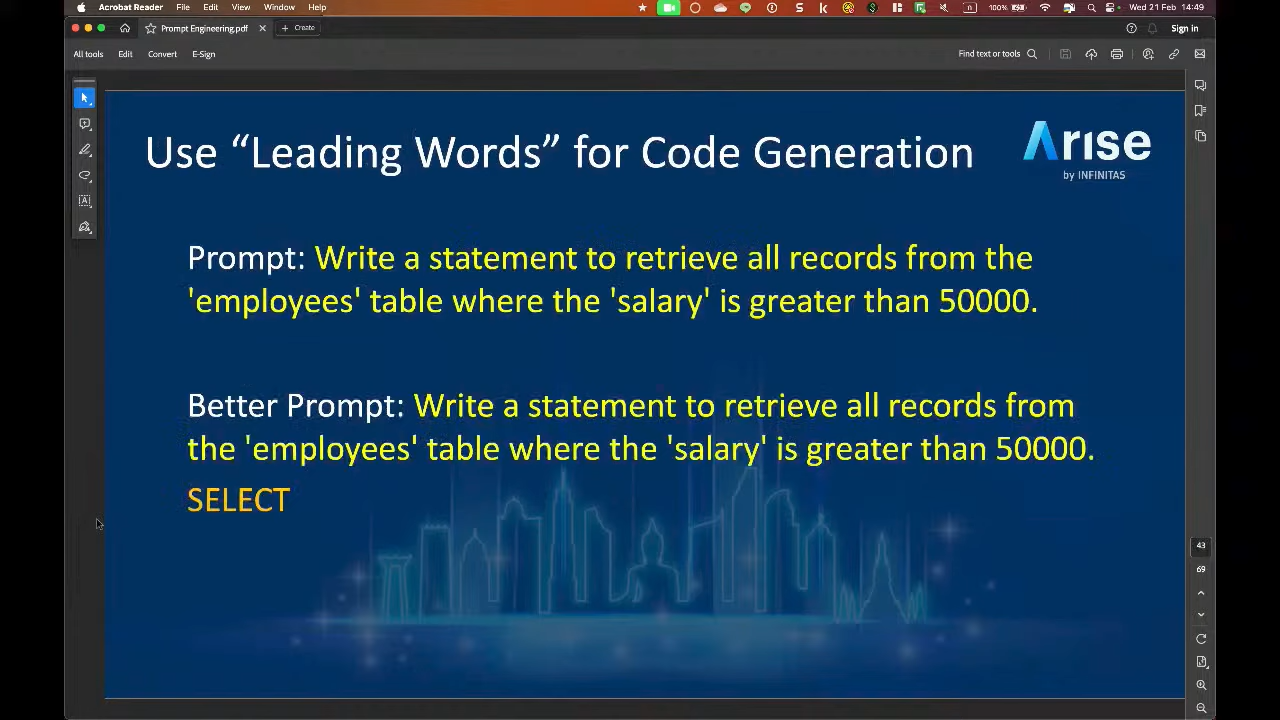 Acrobat Reader File Edit View Window Help 100% Wed 21 Feb 14:49
Prompt Engineering.pdf Create Sign in
All tools Edit Convert E-Sign Find text or tools
Use “Leading Words” for Code Generation
Arise
by INFINITAS
Prompt: Write a statement to retrieve all records from the
'employees' table where the 'salary' is greater than 50000.
Better Prompt: Write a statement to retrieve all records from
the 'employees' table where the 'salary' is greater than 50000.
SELECT
43
69